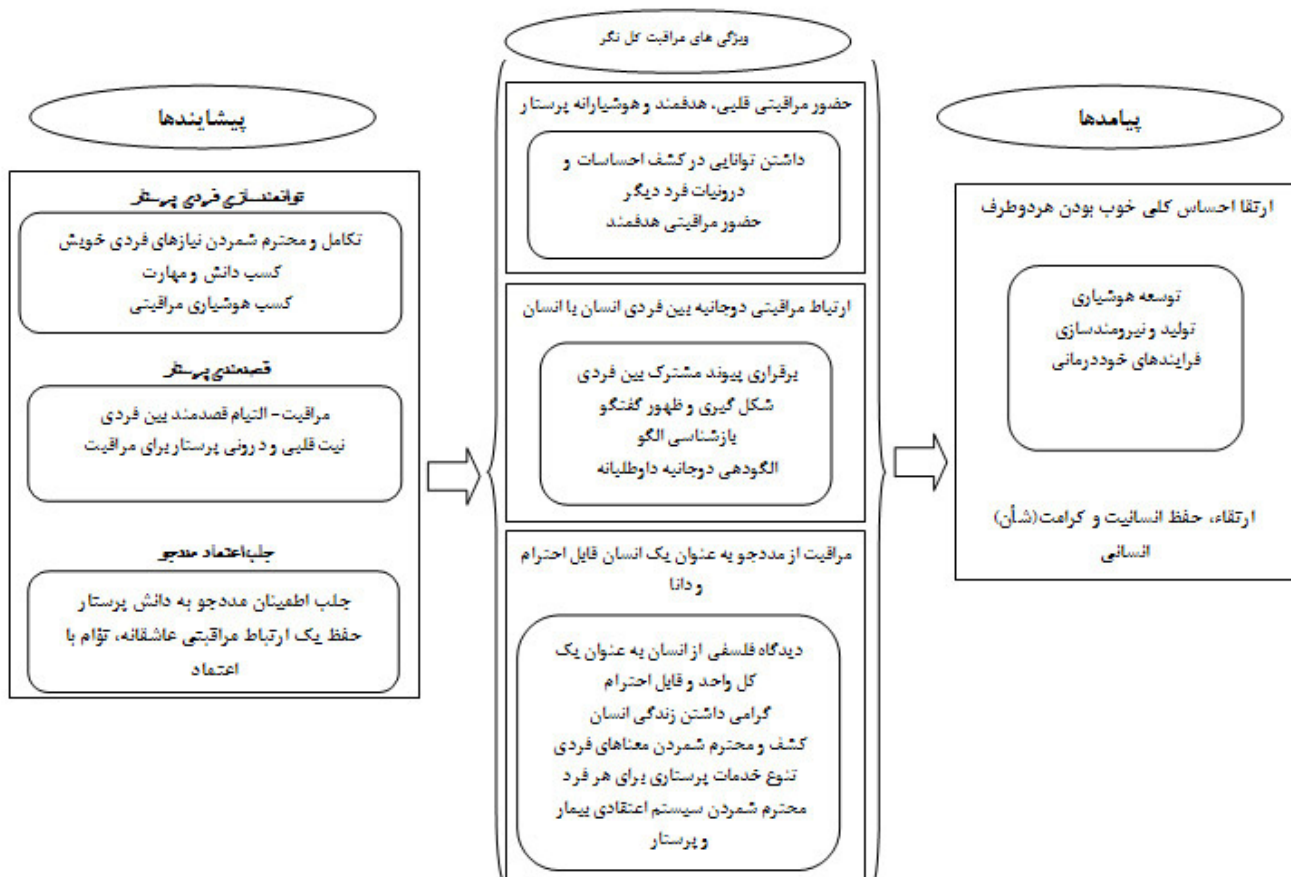 ویژگی های مراقبت کل نگر
پیشایندها
توانمندسازی فردی پرستار
تکامل و محترم شمردن نیازهای فردی خویش
کسب دانش و مهارت
کسب هوشیاری مراقبتی
قصدمندی پرستار
مراقبت- التیام قصدمند بین فردی
نیت قلبی و درونی پرستار برای مراقبت
جلب اعتماد مددجو
جلب اطمینان مددجو به دانش پرستار
حفظ یک ارتباط مراقبتی عاشقانه، تؤام با
اعتماد
حضور مراقبتی قلبی، هدفمند و هوشیارانه پرستار
داشتن توانایی در کشف احساسات و
درونیات فرد دیگر
حضور مراقبتی هدفمند
ارتباط مراقبتی دوجانبه بین فردی انسان با انسان
برقراری پیوند مشترک بین فردی
شکل گیری و ظهور گفتگو
بازشناسی الگو
الگودهی دوجانبه داوطلبانه
مراقبت از مددجو به عنوان یک انسان قابل احترام
و دانا
دیدگاه فلسفی از انسان به عنوان یک
کل واحد و قابل احترام
گرامی داشتن زندگی انسان
کشف و محترم شمردن معناهای فردی
تنوع خدمات پرستاری برای هر فرد
محترم شمردن سیستم اعتقادی بیمار
و پرستار
پیامدها
ارتقا احساس کلی خوب بودن هردوطرف
توسعه هوشیاری
تولید و نیرومندسازی
فرایندهای خوددرمانی
ارتقاء، حفظ انسانیت و کرامت(شأن)
انسانی